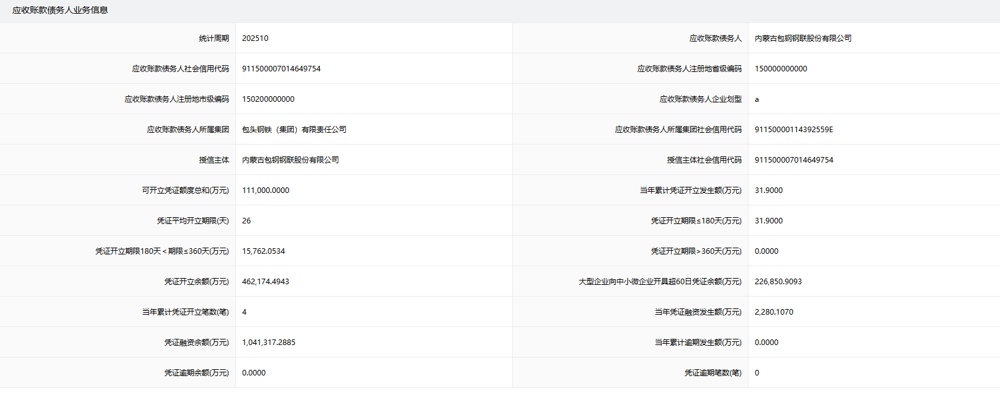 应收账款债务人业务信息
统计周期 202510 应收账款债务人 内蒙古包钢钢联股份有限公司
应收账款债务人社会信用代码 911500007014649754 应收账款债务人注册地省级编码 150000000000
应收账款债务人注册地市级编码 150200000000 应收账款债务人企业划型 a
应收账款债务人所属集团 包头钢铁（集团）有限责任公司 应收账款债务人所属集团社会信用代码 91150000114392559E
授信主体 内蒙古包钢钢联股份有限公司 授信主体社会信用代码 911500007014649754
可开立凭证额度总和(万元) 111,000.0000 当年累计凭证开立发生额(万元) 31.9000
凭证平均开立期限(天) 26 凭证开立期限≤180天(万元) 31.9000
凭证开立期限180天＜期限≤360天(万元) 15,762.0534 凭证开立期限>360天(万元) 0.0000
凭证开立余额(万元) 462,174.4943 大型企业向中小微企业开具超60日凭证余额(万元) 226,850.9093
当年累计凭证开立笔数(笔) 4 当年凭证融资发生额(万元) 2,280.1070
凭证融资余额(万元) 1,041,317.2885 当年累计逾期发生额(万元) 0.0000
凭证逾期余额(万元) 0.0000 凭证逾期笔数(笔) 0